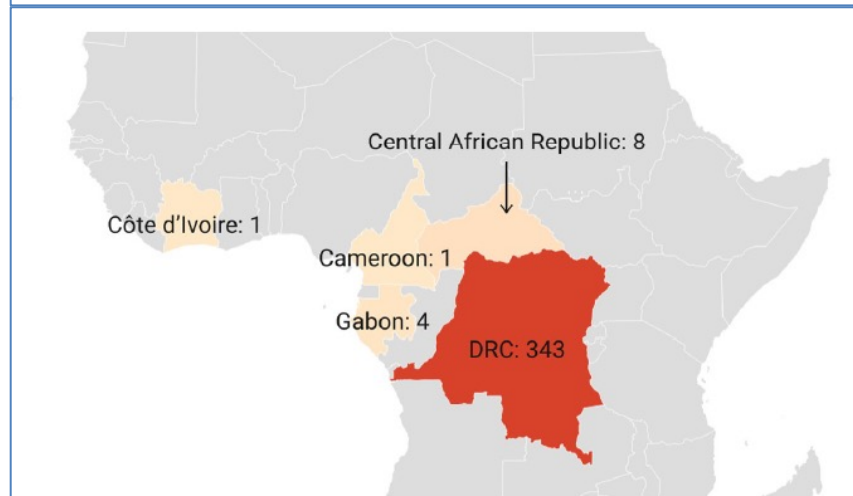 Central African Republic: 8
Côte d’Ivoire: 1
Cameroon: 1
Gabon: 4
DRC: 343